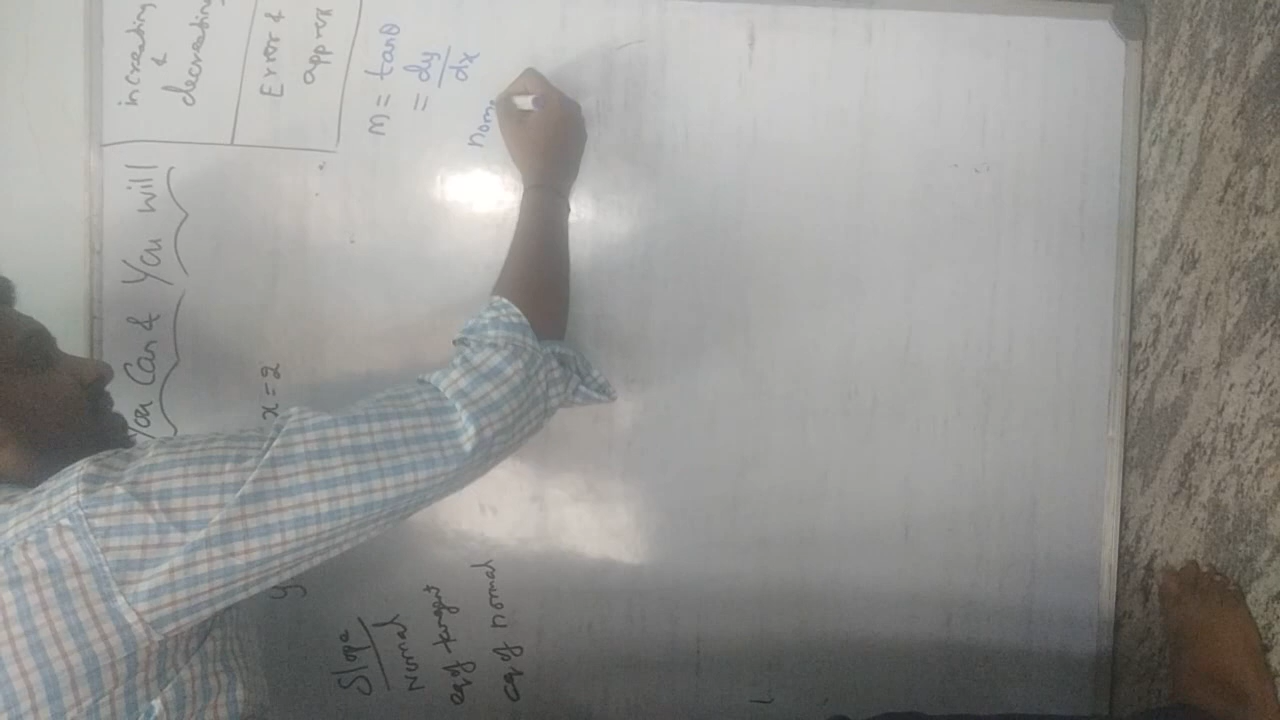 increasing
&
decreasing
Error &
approx
You Can & You will
x = 2
y
m = tanθ
= dy
dx
Slope
Normal
eq of tangent
eq of normal